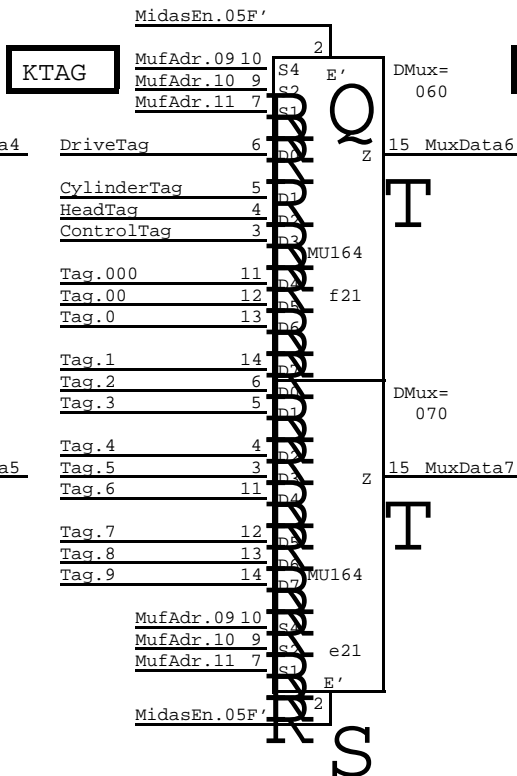 MidasEn.05F'
2
KTAG
MufAdr.09 10 S4 E' DMux=
MufAdr.10 9 S2 Q 060
MufAdr.11 7 S1
a4 DriveTag 6 D0 Z 15 MuxData6
CylinderTag 5 D1 T
HeadTag 4 D2
ControlTag 3 D3
MU164
Tag.000 11 D4
Tag.00 12 D5 f21
Tag.0 13 D6
Tag.1 14 D7
Tag.2 6 D0 DMux=
Tag.3 5 D1 070
Tag.4 4 D2
a5 Tag.5 3 D3 Z 15 MuxData7
Tag.6 11 D4 T
Tag.7 12 D5
Tag.8 13 D6
Tag.9 14 D7 MU164
MufAdr.09 10 S4
MufAdr.10 9 S2 e21
MufAdr.11 7 S1
E'
MidasEn.05F' 2
S